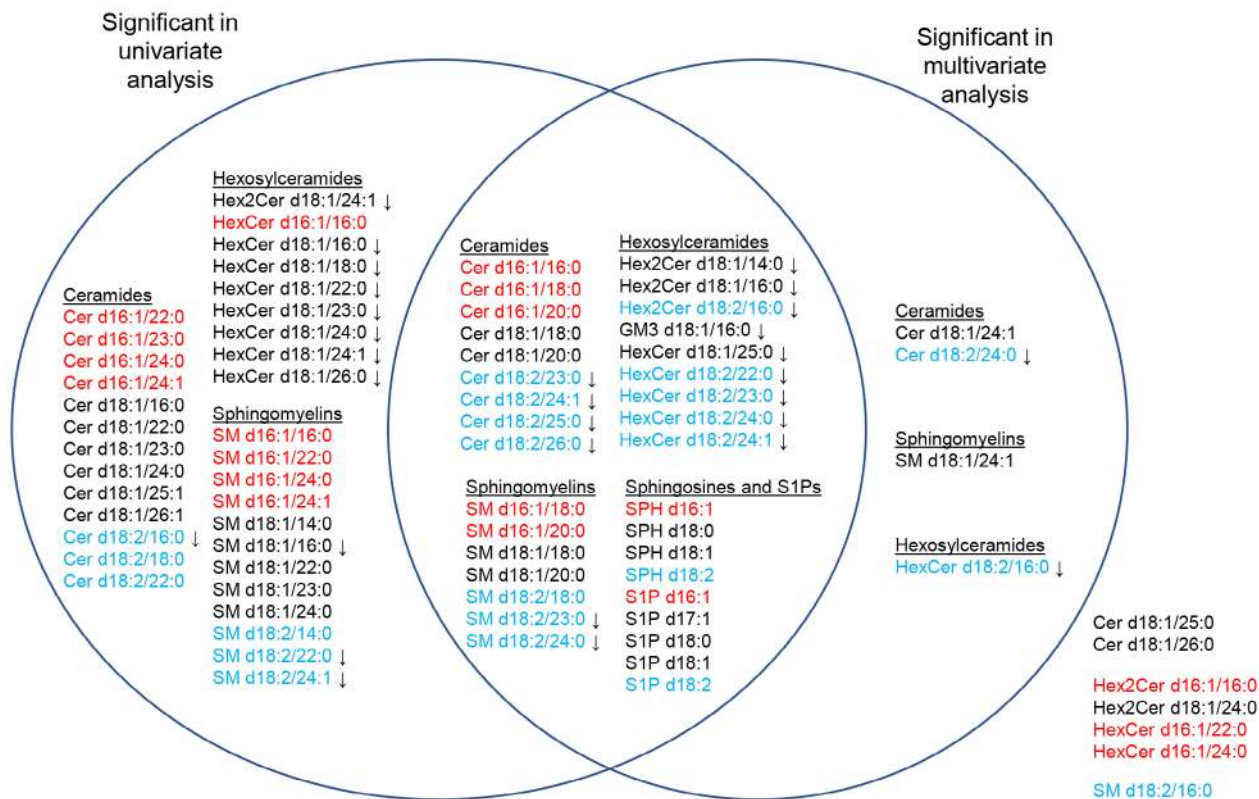 Significant in
univariate
analysis
Significant in
multivariate
analysis
Ceramides
Cer d16:1/22:0
Cer d16:1/23:0
Cer d16:1/24:0
Cer d16:1/24:1
Cer d18:1/16:0
Cer d18:1/22:0
Cer d18:1/23:0
Cer d18:1/24:0
Cer d18:1/25:1
Cer d18:1/26:1
Cer d18:2/16:0 ↓
Cer d18:2/18:0
Cer d18:2/22:0
Hexosylceramides
Hex2Cer d18:1/24:1 ↓
HexCer d16:1/16:0
HexCer d18:1/16:0 ↓
HexCer d18:1/18:0 ↓
HexCer d18:1/22:0 ↓
HexCer d18:1/23:0 ↓
HexCer d18:1/24:0 ↓
HexCer d18:1/24:1 ↓
HexCer d18:1/26:0 ↓
Sphingomyelins
SM d16:1/16:0
SM d16:1/22:0
SM d16:1/24:0
SM d16:1/24:1
SM d18:1/14:0
SM d18:1/16:0 ↓
SM d18:1/22:0
SM d18:1/23:0
SM d18:1/24:0
SM d18:2/14:0
SM d18:2/22:0 ↓
SM d18:2/24:1 ↓
Ceramides
Cer d16:1/16:0
Cer d16:1/18:0
Cer d16:1/20:0
Cer d18:1/18:0
Cer d18:1/20:0
Cer d18:2/23:0 ↓
Cer d18:2/24:1 ↓
Cer d18:2/25:0 ↓
Cer d18:2/26:0 ↓
Hexosylceramides
Hex2Cer d18:1/14:0 ↓
Hex2Cer d18:1/16:0 ↓
Hex2Cer d18:2/16:0 ↓
GM3 d18:1/16:0 ↓
HexCer d18:1/25:0 ↓
HexCer d18:2/22:0 ↓
HexCer d18:2/23:0 ↓
HexCer d18:2/24:0 ↓
HexCer d18:2/24:1 ↓
Sphingomyelins
SM d16:1/18:0
SM d16:1/20:0
SM d18:1/18:0
SM d18:1/20:0
SM d18:2/18:0
SM d18:2/23:0 ↓
SM d18:2/24:0 ↓
Sphingosines and S1Ps
SPH d16:1
SPH d18:0
SPH d18:1
SPH d18:2
S1P d16:1
S1P d17:1
S1P d18:0
S1P d18:1
S1P d18:2
Ceramides
Cer d18:1/24:1
Cer d18:2/24:0 ↓
Sphingomyelins
SM d18:1/24:1
Hexosylceramides
HexCer d18:2/16:0 ↓
Cer d18:1/25:0
Cer d18:1/26:0
Hex2Cer d16:1/16:0
Hex2Cer d18:1/24:0
HexCer d16:1/22:0
HexCer d16:1/24:0
SM d18:2/16:0